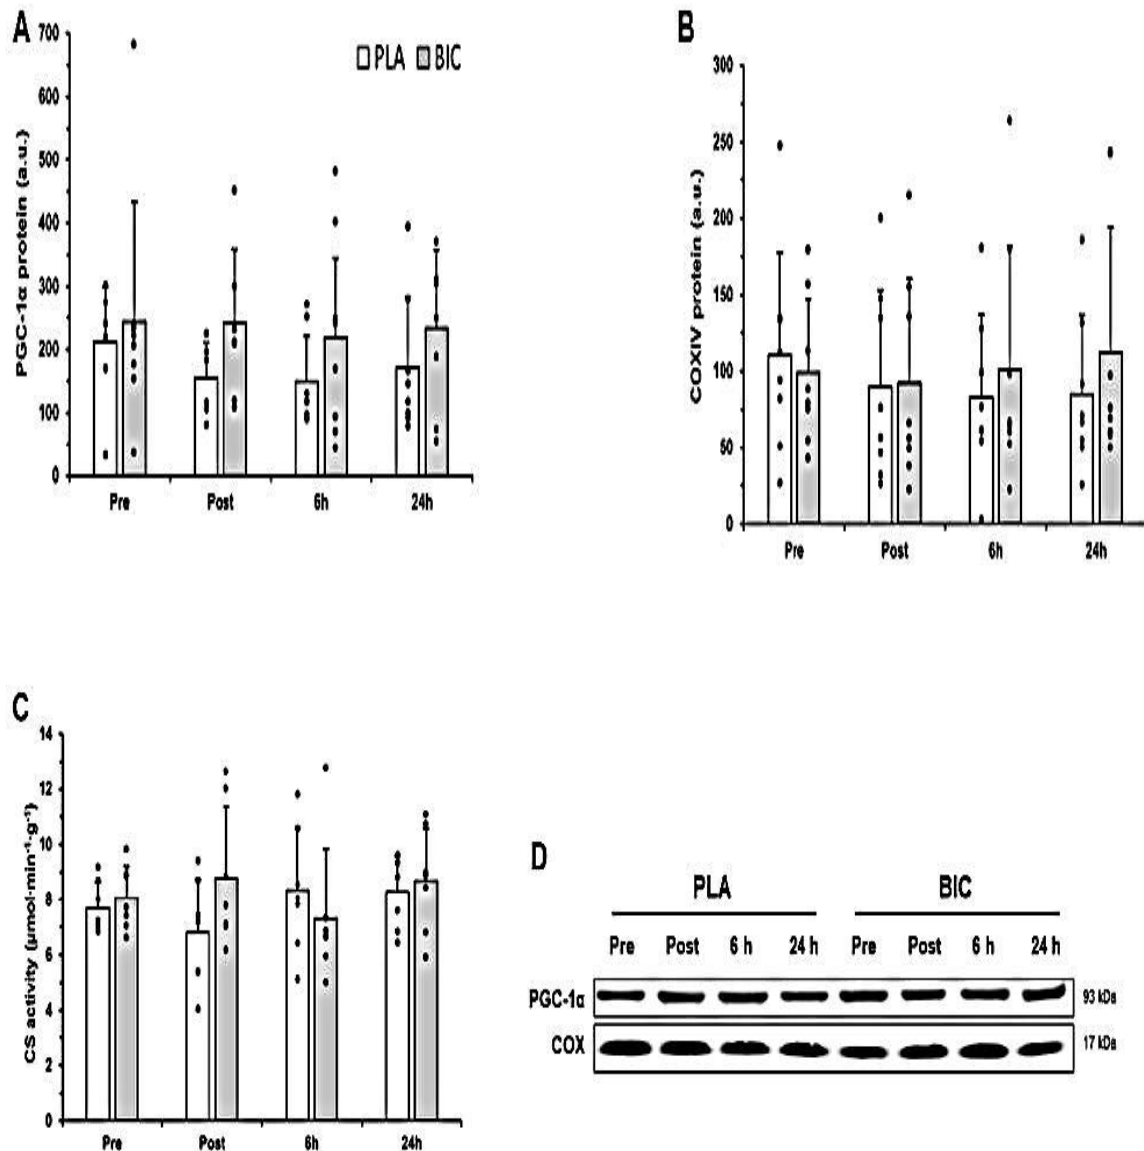 A
PLA BIC
700
600
500
400
300
200
100
0
PGC-1α protein (a.u.)
Pre Post 6h 24h
B
300
250
200
150
100
50
0
COXIV protein (a.u.)
Pre Post 6h 24h
C
14
12
10
8
6
4
2
0
CS activity (μmol·min⁻¹·g⁻¹)
Pre Post 6h 24h
D
PLA BIC
Pre Post 6 h 24 h Pre Post 6 h 24 h
PGC-1α 93 kDa
COX 17 kDa